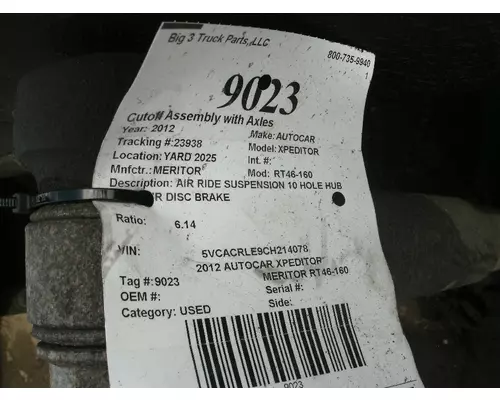 Big 3 Truck Parts, LLC
800-735-9940
1
9023
Cutoff Assembly with Axles
Year: 2012 Make: AUTOCAR
Tracking #:23938 Model: XPEDITOR
Location: YARD 2025 Int.#:
Mnfctr.: MERITOR Mod: RT46-160
Description: AIR RIDE SUSPENSION 10 HOLE HUB
R DISC BRAKE
Ratio: 6.14
VIN: 5VCACRLE9CH214078
2012 AUTOCAR XPEDITOR
MERITOR RT46-160
Tag #: 9023
OEM #: Serial#:
Category: USED Side:
9023